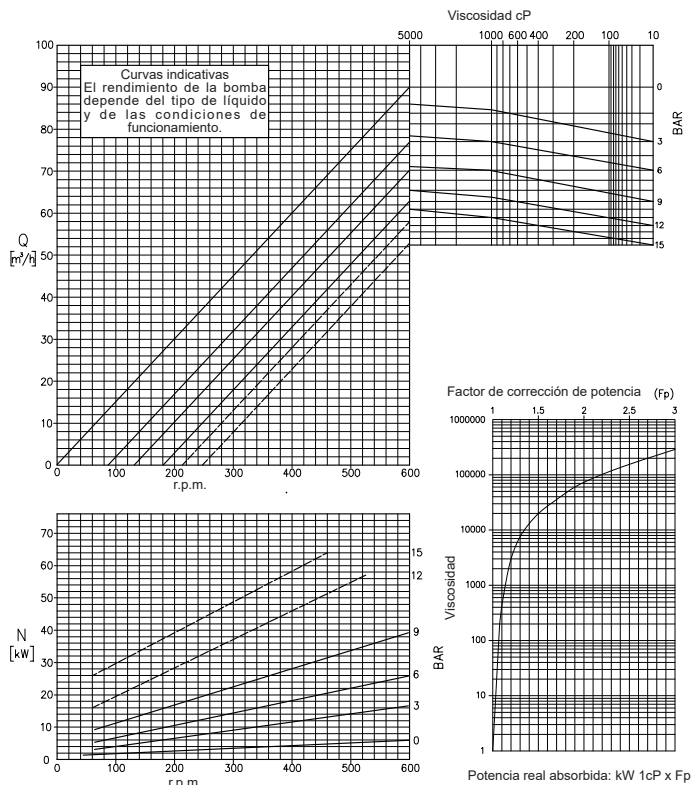 Viscosidad cP
5000 1000 600 400 200 100 10
Curvas indicativas
El rendimiento de la bomba
depende del tipo de líquido
y de las condiciones de
funcionamiento.
100
90
80
70
60
50
40
30
20
10
0
Q
[m³/h]
0
3
6
9
12
15
BAR
0 100 200 300 400 500 600
r.p.m.
Factor de corrección de potencia (Fp)
1 1.5 2 2.5 3
1000000
100000
10000
1000
100
10
1
Viscosidad
70
60
50
40
30
20
10
0
N
[kW]
15
12
9
6
3
0
BAR
0 100 200 300 400 500 600
r.p.m.
Potencia real absorbida: kW 1cP x Fp